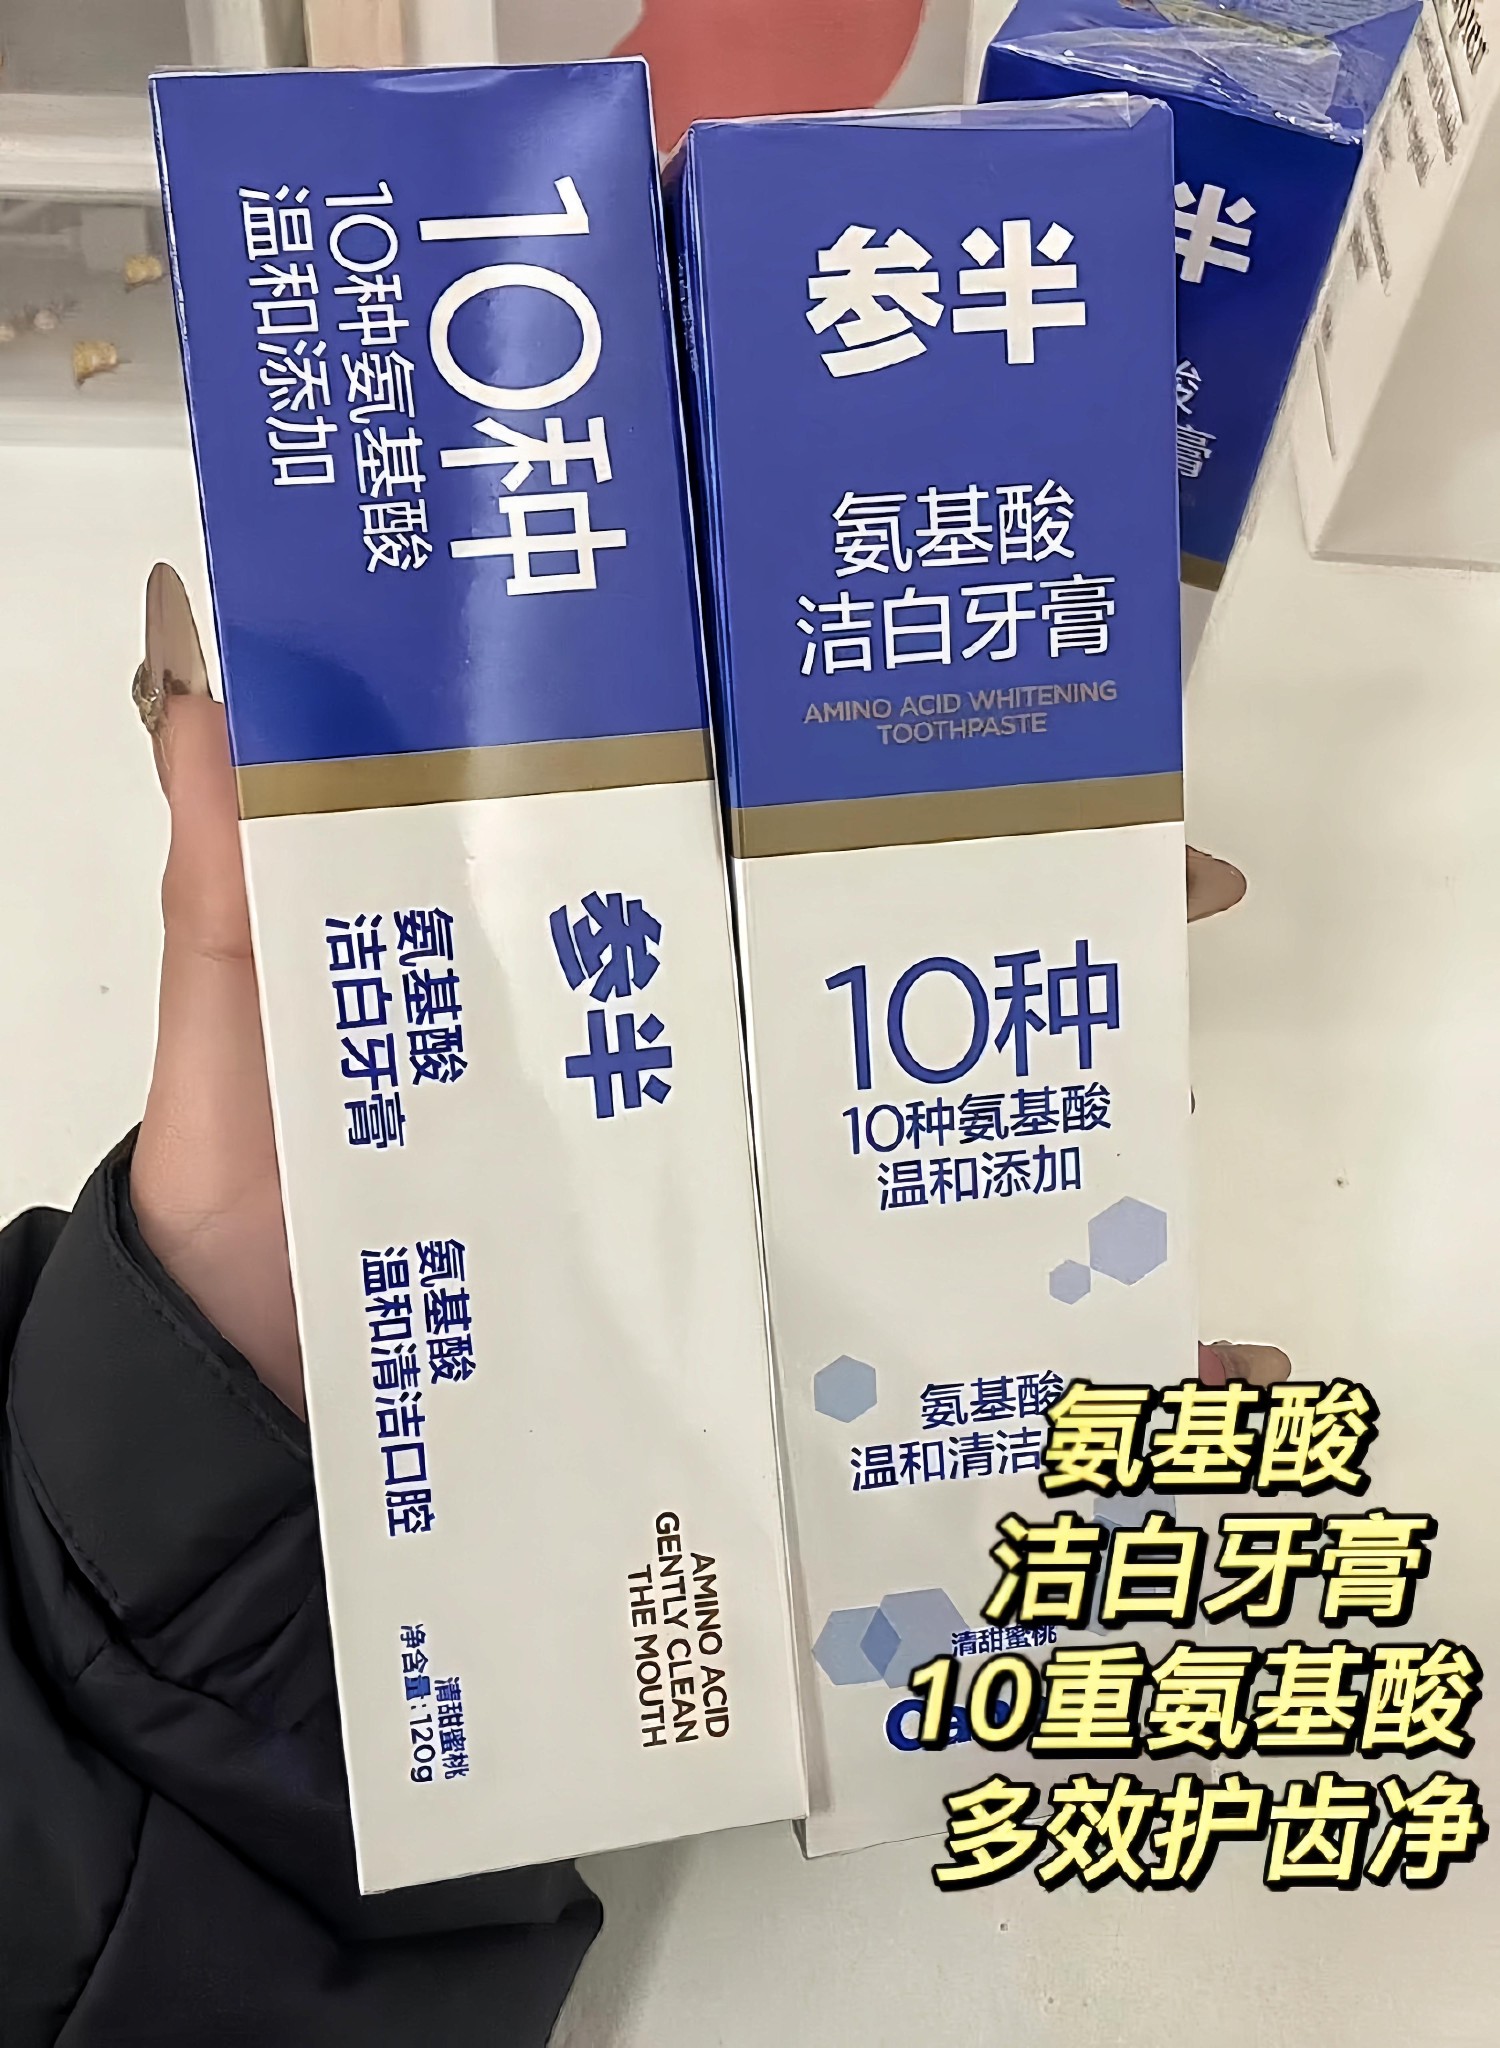 10种
10种氨基酸
温和添加
参半
氨基酸
洁白牙膏
氨基酸
温和清洁口腔
AMINO ACID
GENTLY CLEAN
THE MOUTH
清甜蜜桃
净含量:120g
参半
氨基酸
洁白牙膏
AMINO ACID WHITENING
TOOTHPASTE
10种
10种氨基酸
温和添加
氨基酸
温和清洁
清甜蜜桃
半
膏
氨基酸
洁白牙膏
10重氨基酸
多效护齿净